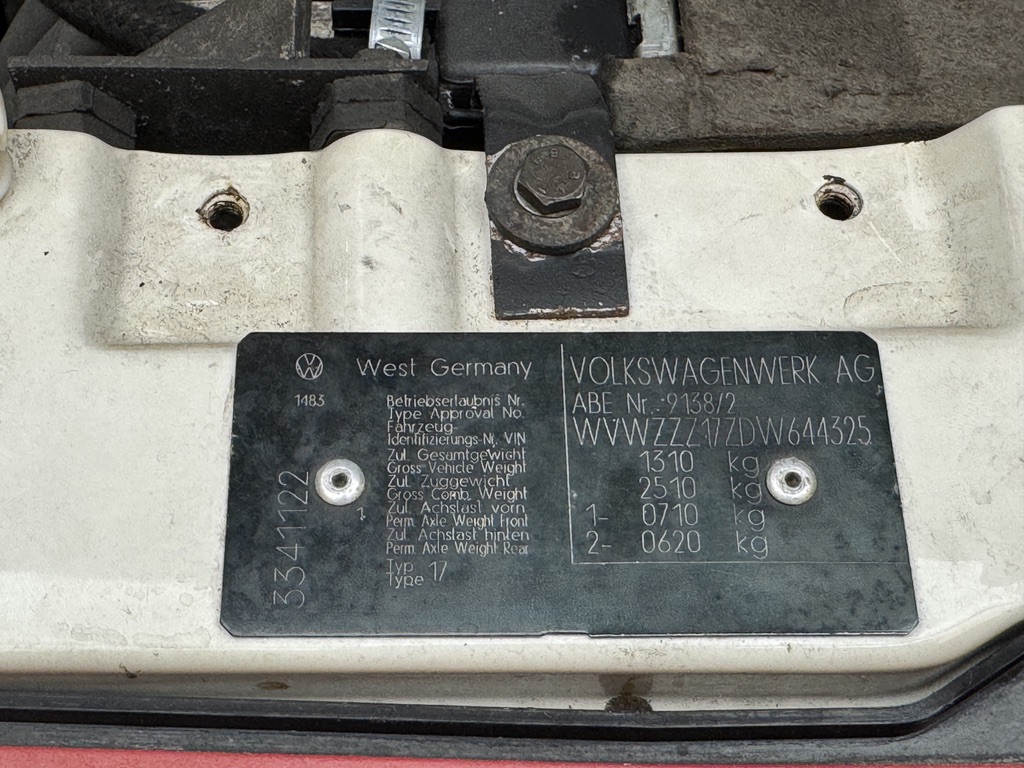 West Germany
1483
Betriebserlaubnis Nr.
Type Approval No.
Fahrzeug-
Identifizierungs-Nr. VIN
Zul. Gesamtgewicht
Gross Vehicle Weight
Zul. Zuggewicht
Gross Comb. Weight
Zul. Achslast vorn
Perm. Axle Weight Front
Zul. Achslast hinten
Perm. Axle Weight Rear
Typ
Type 17
3341122
VOLKSWAGENWERK AG
ABE Nr.:9138/2
WVWZZZ17ZDW644325
1310 kg
2510 kg
1- 0710 kg
2- 0620 kg